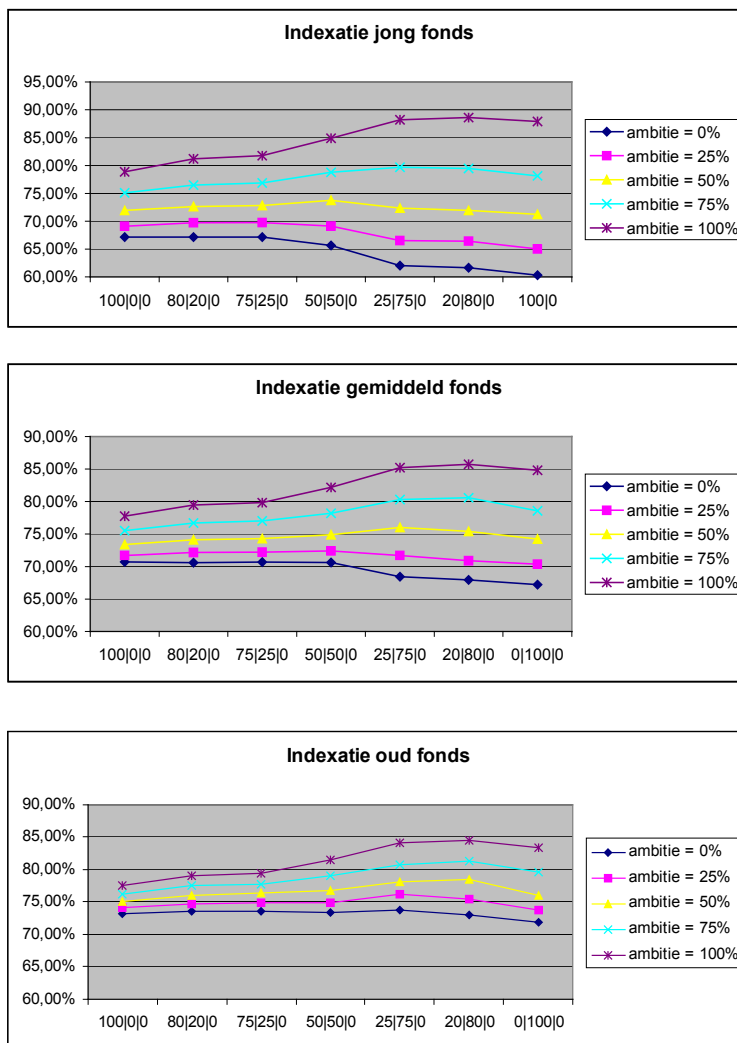 Indexatie jong fonds
95,00%
90,00%
85,00%
80,00%
75,00%
70,00%
65,00%
60,00%
100|0|0 80|20|0 75|25|0 50|50|0 25|75|0 20|80|0 100|0
ambitie = 0%
ambitie = 25%
ambitie = 50%
ambitie = 75%
ambitie = 100%
Indexatie gemiddeld fonds
90,00%
85,00%
80,00%
75,00%
70,00%
65,00%
60,00%
100|0|0 80|20|0 75|25|0 50|50|0 25|75|0 20|80|0 0|100|0
ambitie = 0%
ambitie = 25%
ambitie = 50%
ambitie = 75%
ambitie = 100%
Indexatie oud fonds
90,00%
85,00%
80,00%
75,00%
70,00%
65,00%
60,00%
100|0|0 80|20|0 75|25|0 50|50|0 25|75|0 20|80|0 0|100|0
ambitie = 0%
ambitie = 25%
ambitie = 50%
ambitie = 75%
ambitie = 100%